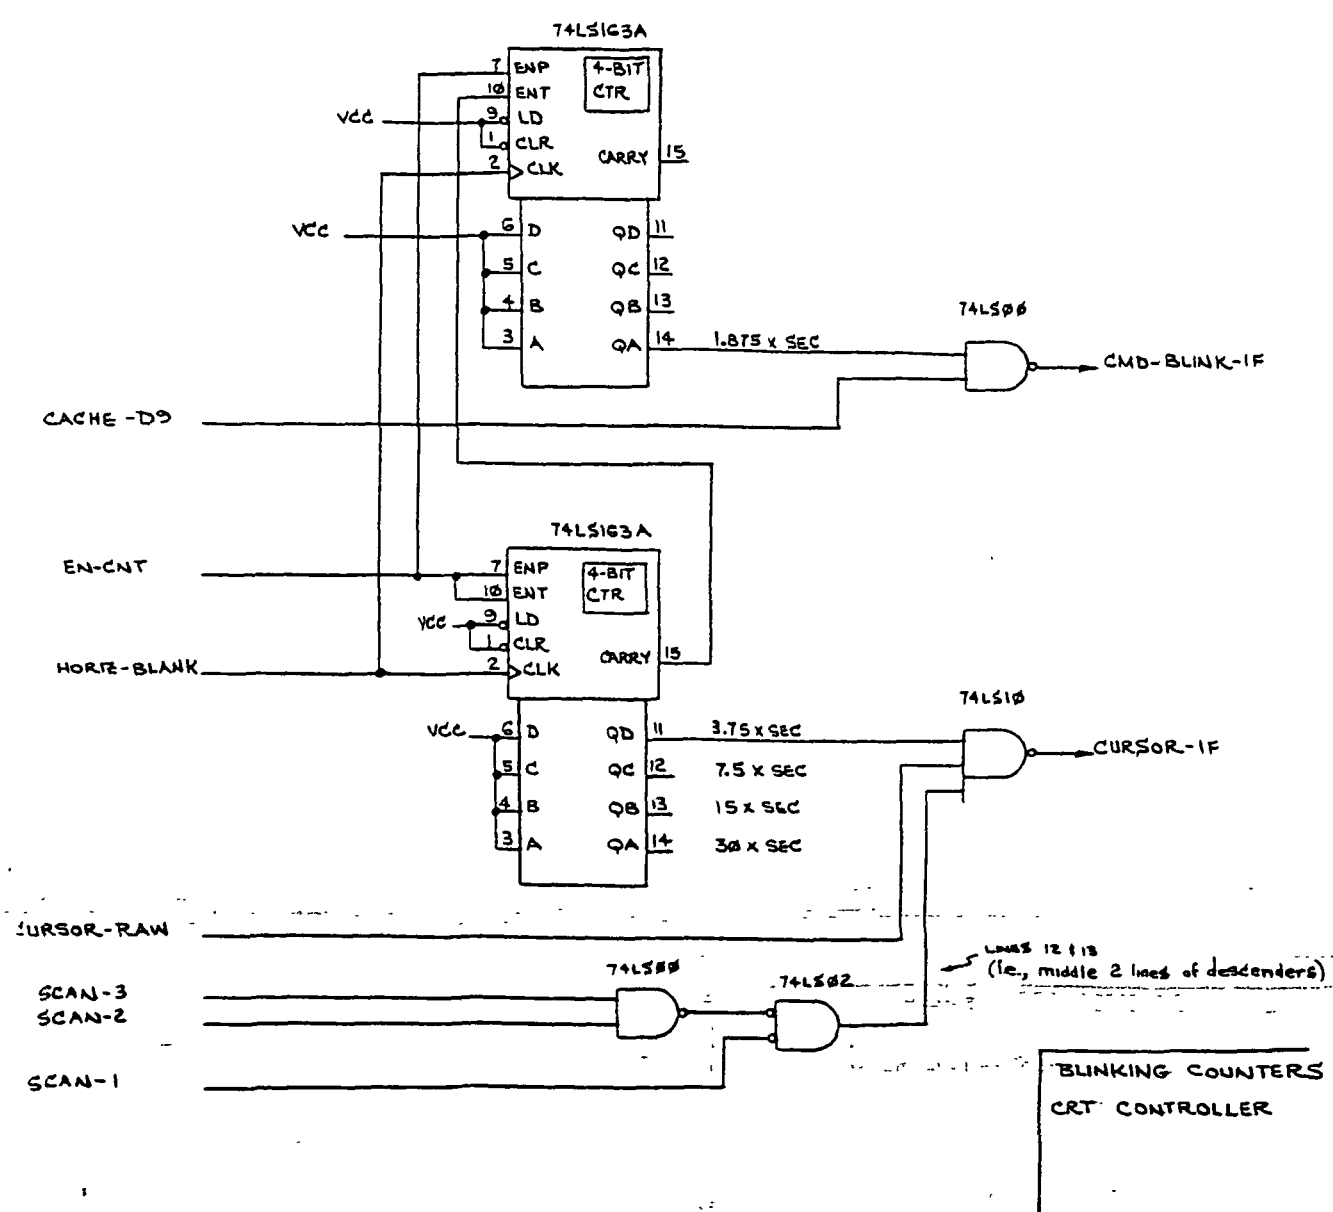 74LS163A
7 ENP 4-BIT
10 ENT CTR
VCC 9 LD
1 CLR
CARRY 15
2 CLK
VCC 6 D QD 11
5 C QC 12
4 B QB 13
3 A QA 14 1.875 x SEC
74LS00
CMD-BLINK-1F
CACHE-D9
74LS163A
EN-CNT 7 ENP 4-BIT
10 ENT CTR
VCC 9 LD
1 CLR
CARRY 15
HORIZ-BLANK 2 CLK
74LS10
VCC 6 D QD 11 3.75 x SEC
CURSOR-1F
5 C QC 12 7.5 x SEC
4 B QB 13 15 x SEC
3 A QA 14 30 x SEC
CURSOR-RAW
LINES 12 & 13
(ie., middle 2 lines of descenders)
74LS00
74LS02
SCAN-3
SCAN-2
SCAN-1
BLINKING COUNTERS
CRT CONTROLLER